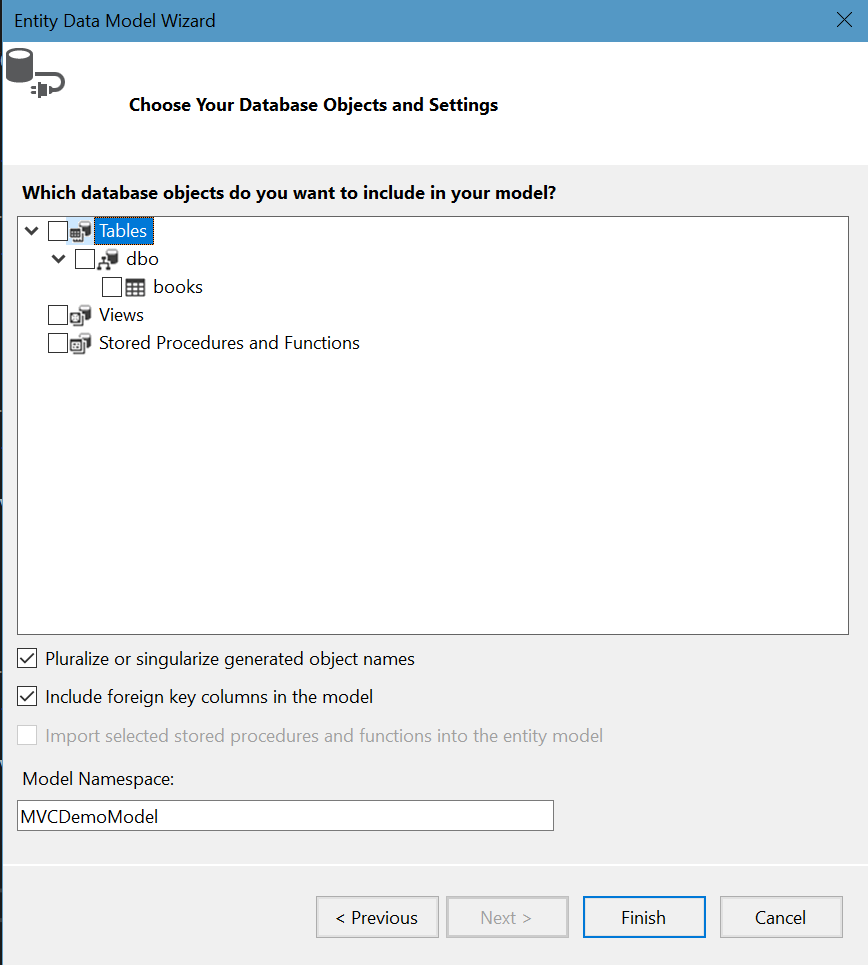 Entity Data Model Wizard
Choose Your Database Objects and Settings
Which database objects do you want to include in your model?
Tables
dbo
books
Views
Stored Procedures and Functions
Pluralize or singularize generated object names
Include foreign key columns in the model
Import selected stored procedures and functions into the entity model
Model Namespace:
MVCDemoModel
< Previous
Next >
Finish
Cancel